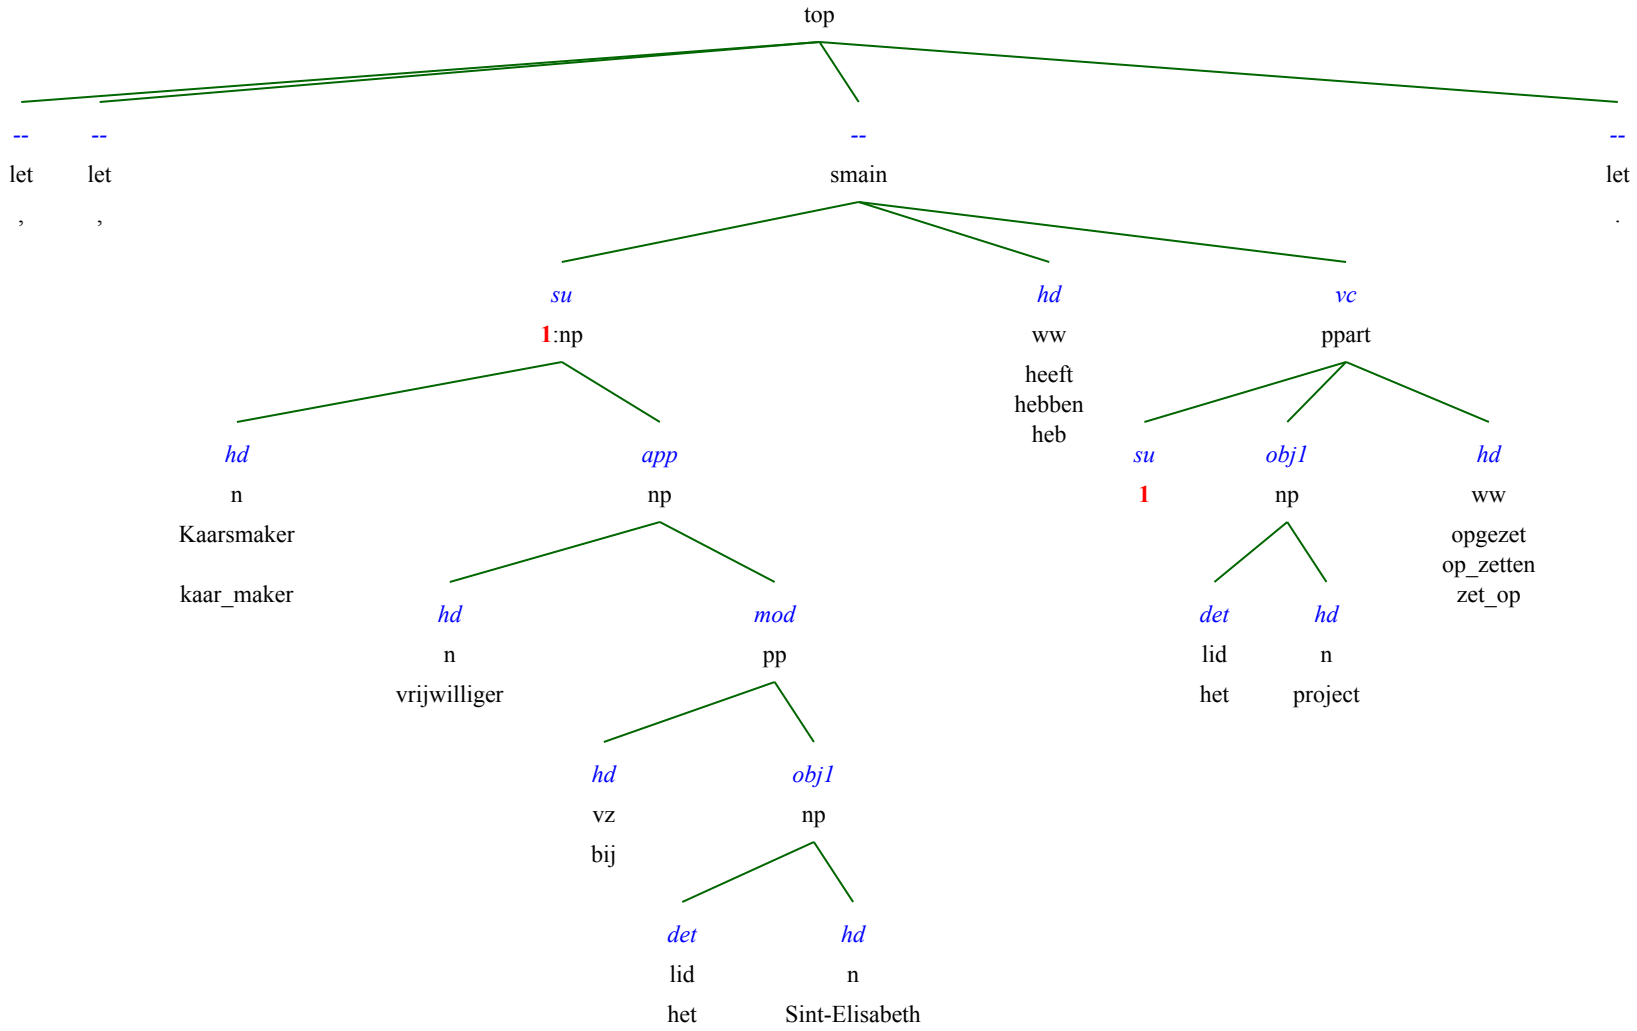 top
-- -- -- --
let let smain let
, , .
su hd vc
1:np ww ppart
heeft
hebben
heb
hd app su obj1 hd
n np 1 np ww
Kaarsmaker opgezet
op_zetten
kaar_maker zet_op
hd mod det hd
n pp lid n
vrijwilliger het project
hd obj1
vz np
bij
det hd
lid n
het Sint-Elisabeth